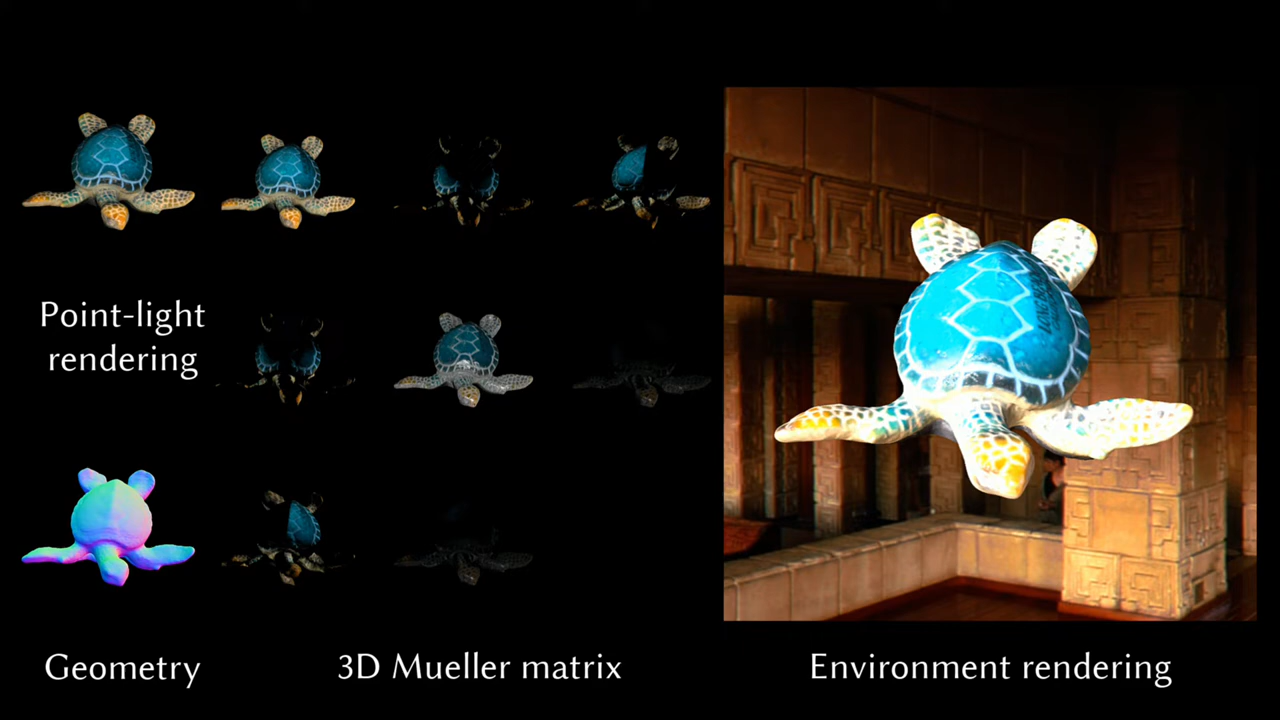 Point-light
rendering
Geometry
3D Mueller matrix
Environment rendering